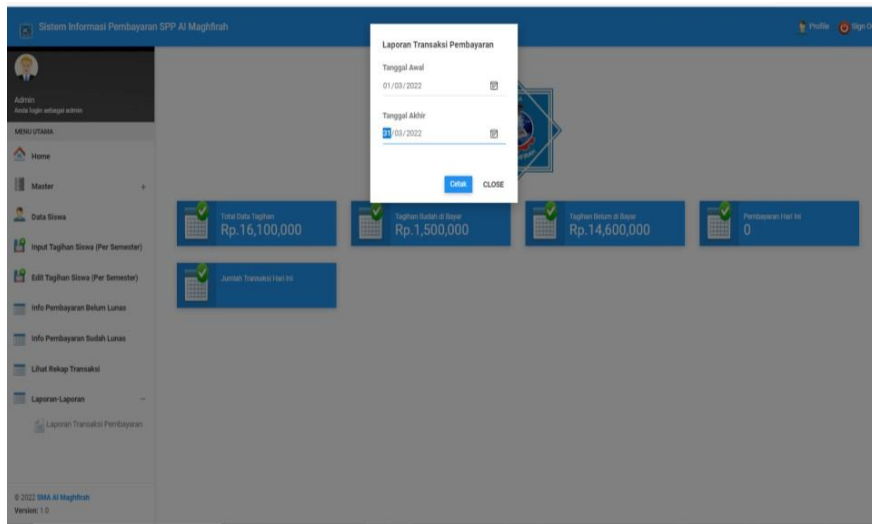 Sistem Informasi Pembayaran SPP Al Maghfirah
Profile
Sign O
Admin
Anda login sebagai admin
MENU UTAMA
Home
Master +
Data Siswa
Input Tagihan Siswa (Per Semester)
Edit Tagihan Siswa (Per Semester)
Info Pembayaran Belum Lunas
Info Pembayaran Sudah Lunas
Lihat Rekap Transaksi
Laporan-Laporan −
Laporan Transaksi Pembayaran
© 2022 SMA Al Maghfirah
Version: 1.0
Laporan Transaksi Pembayaran
Tanggal Awal
01/03/2022
Tanggal Akhir
31/03/2022
Cetak CLOSE
Total Data Tagihan
Rp.16,100,000
Tagihan Sudah di Bayar
Rp.1,500,000
Tagihan Belum di Bayar
Rp.14,600,000
Pembayaran Hari Ini
0
Jumlah Transaksi Hari Ini